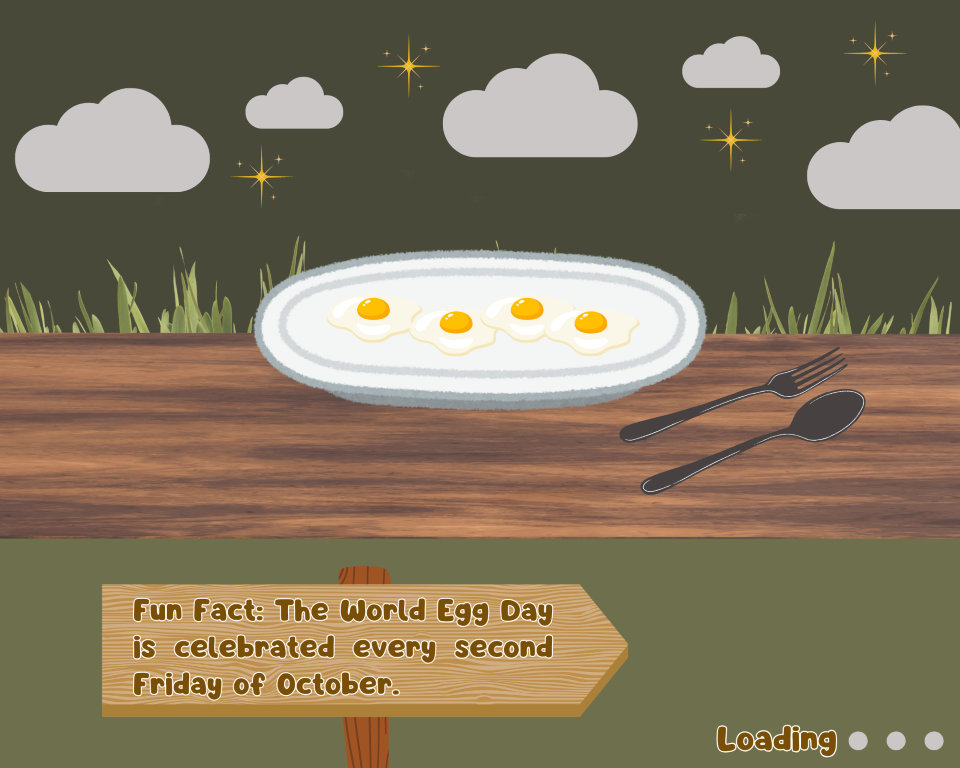 Fun Fact: The World Egg Day
is celebrated every second
Friday of October.
Loading